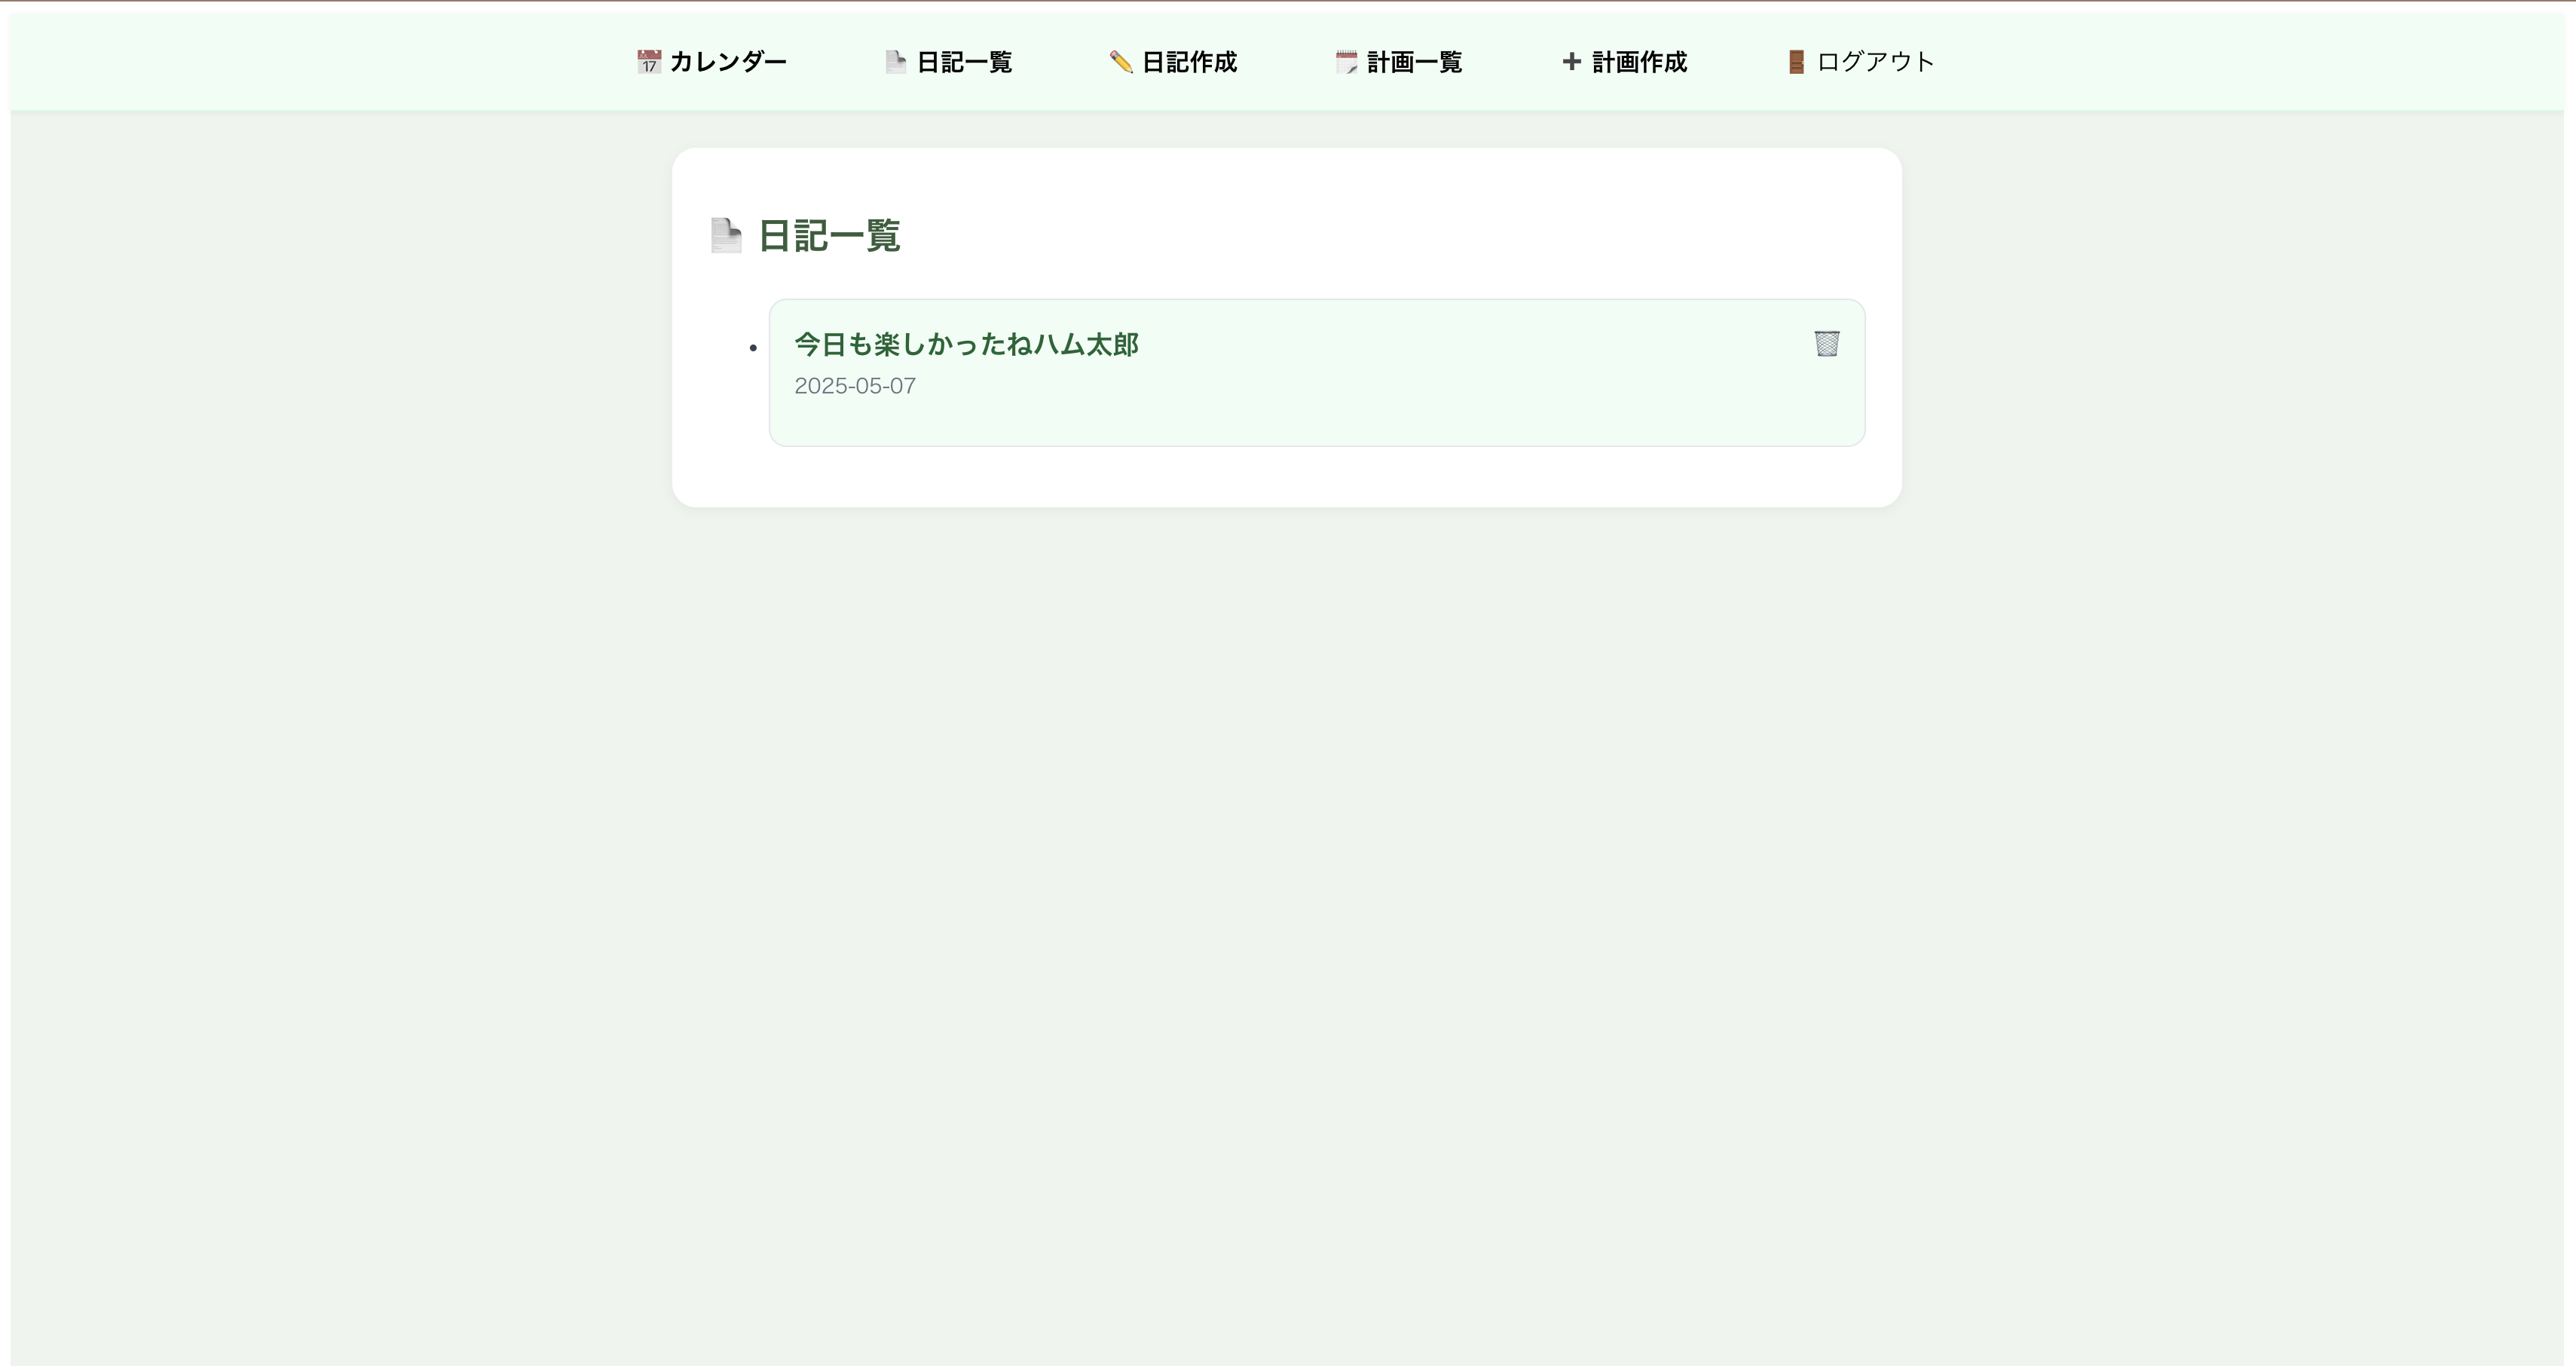 📅 カレンダー 📄 日記一覧 ✏️ 日記作成 🗓️ 計画一覧 ➕ 計画作成 🚪 ログアウト
📄 日記一覧
• 今日も楽しかったねハム太郎 🗑️
2025-05-07